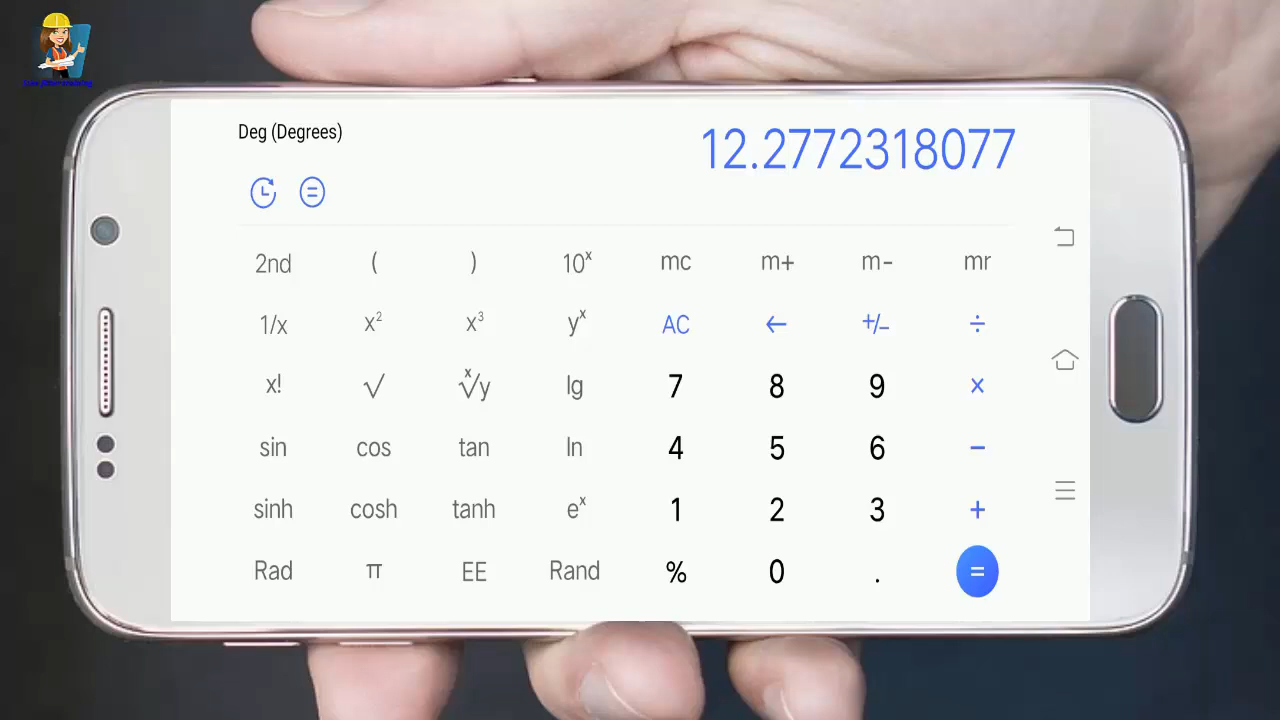 Deg (Degrees)
12.2772318077
2nd ( ) 10ˣ mc m+ m- mr
1/x x² x³ yˣ AC ← +/- ÷
x! √ ˣ√y lg 7 8 9 ×
sin cos tan ln 4 5 6 −
sinh cosh tanh eˣ 1 2 3 +
Rad π EE Rand % 0 . =